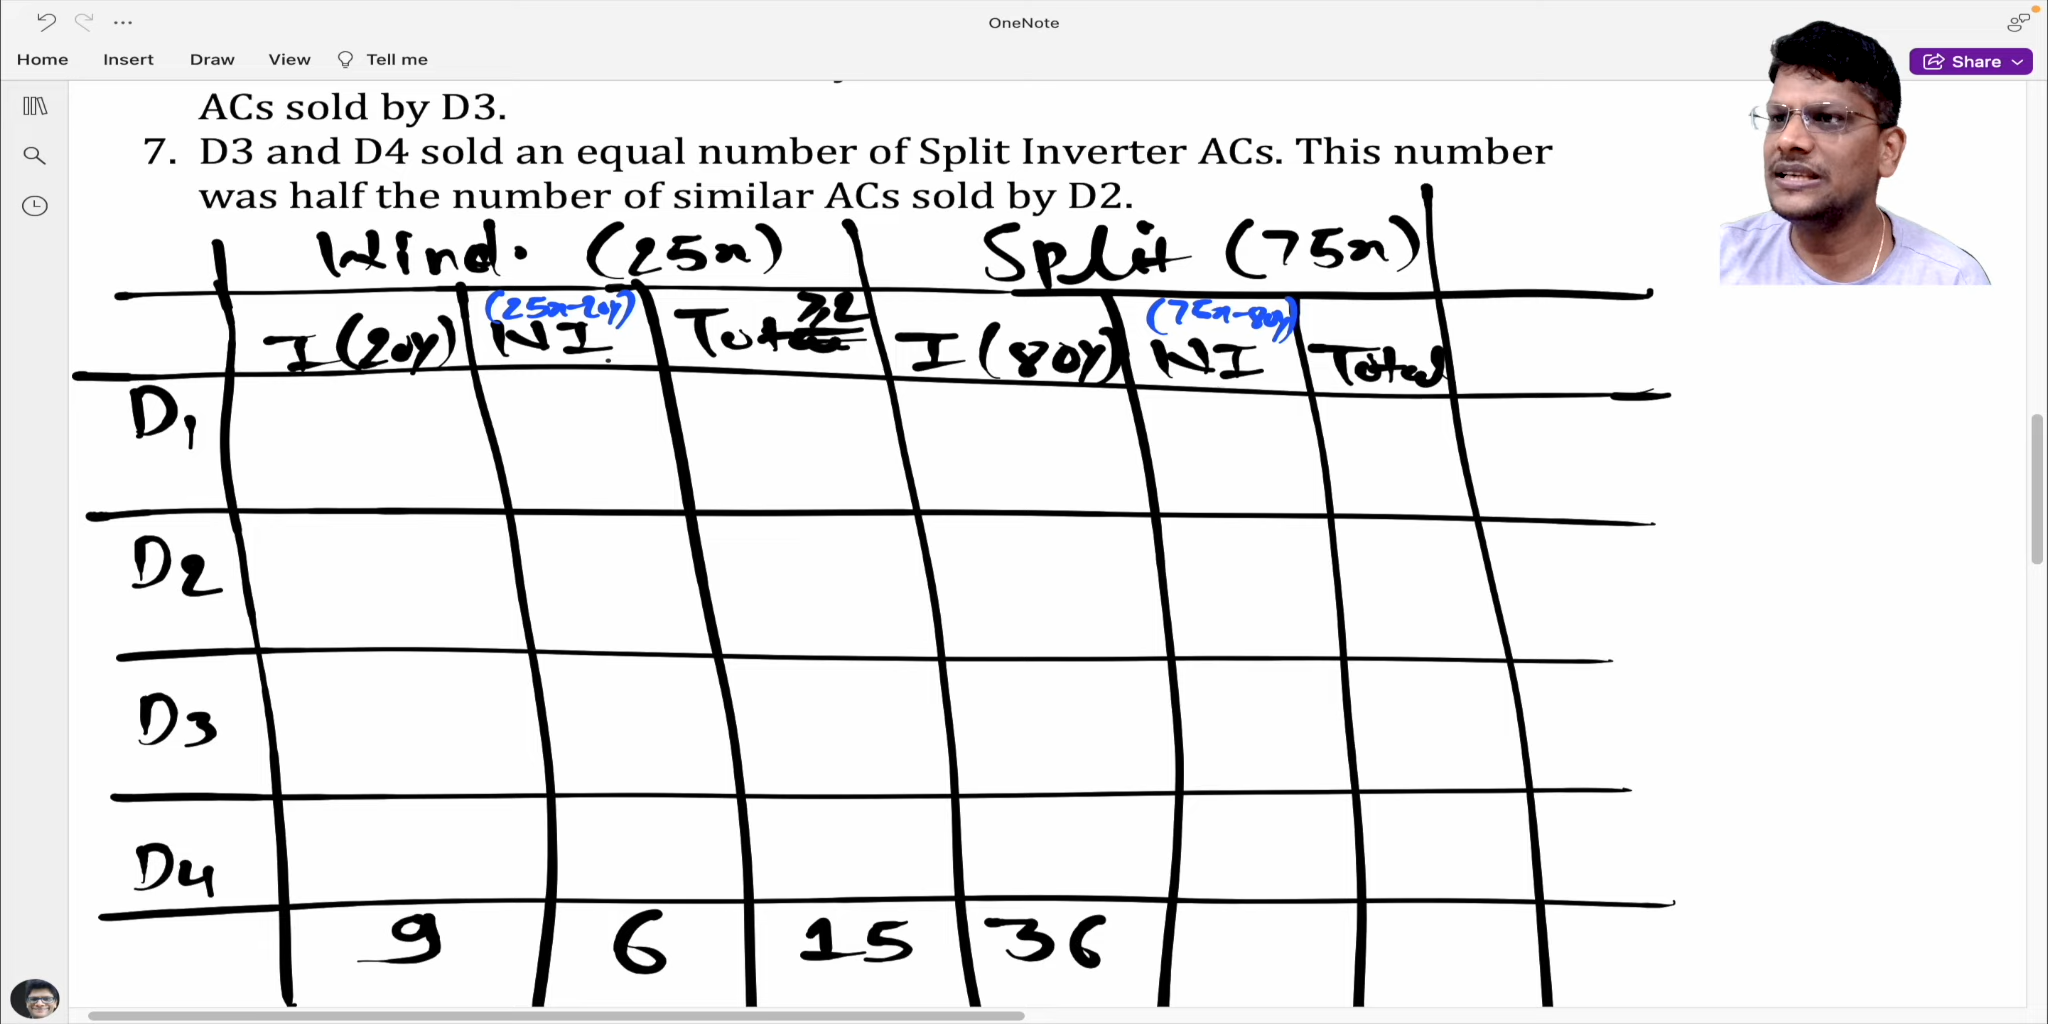 OneNote
Home Insert Draw View Tell me
Share
ACs sold by D3.
7. D3 and D4 sold an equal number of Split Inverter ACs. This number
was half the number of similar ACs sold by D2.
Wind. (25x) Split (75x)
(25x-20y) ≥2 (75x-80y)
I (20y) NI Total I (80y) NI Total
D1
D2
D3
D4
9 6 15 36